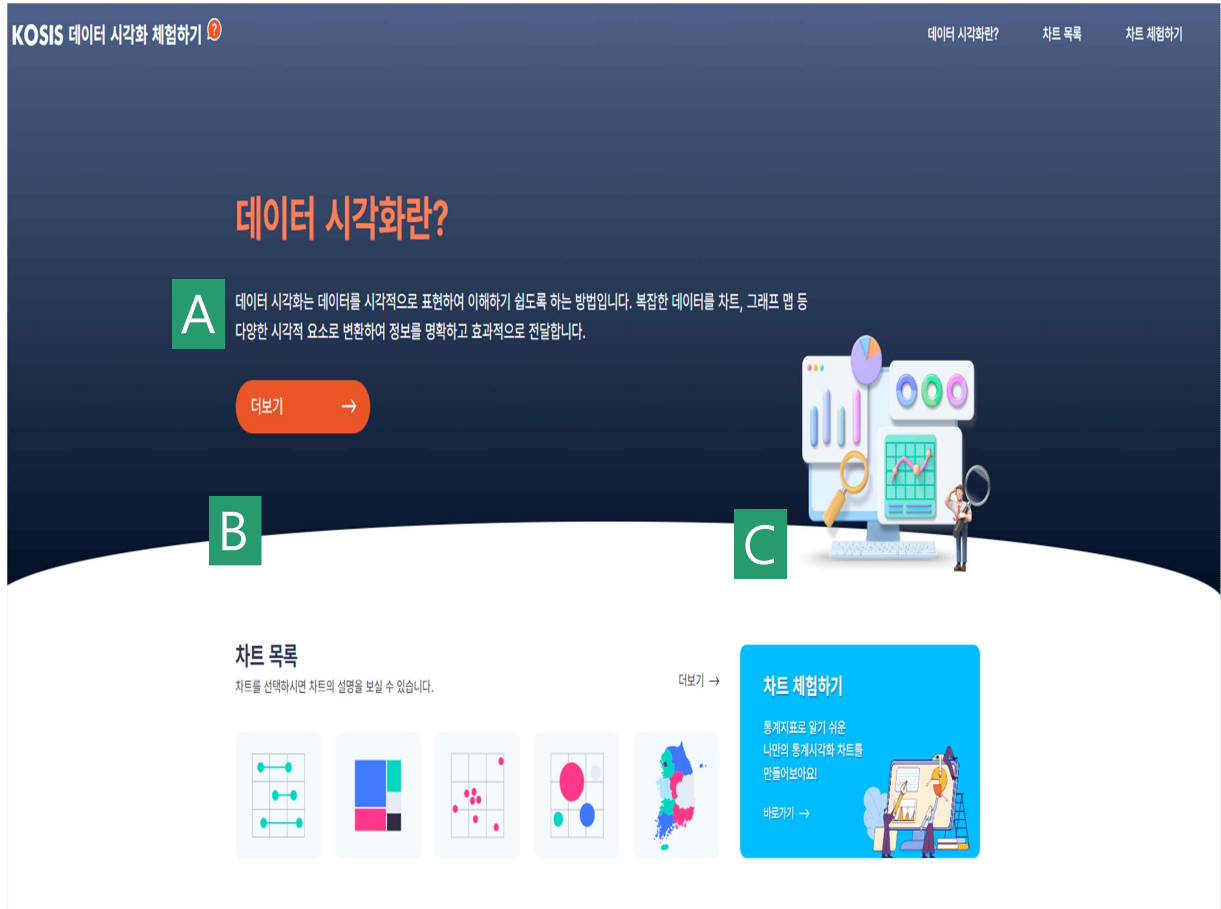 KOSIS 데이터 시각화 체험하기 ?
데이터 시각화란?
차트 목록
차트 체험하기
데이터 시각화란?
A
데이터 시각화는 데이터를 시각적으로 표현하여 이해하기 쉽도록 하는 방법입니다. 복잡한 데이터를 차트, 그래프 맵 등
다양한 시각적 요소로 변환하여 정보를 명확하고 효과적으로 전달합니다.
더보기 →
B
C
차트 목록
차트를 선택하시면 차트의 설명을 보실 수 있습니다.
더보기 →
차트 체험하기
통계지표로 알기 쉬운
나만의 통계시각화 차트를
만들어보아요!
바로가기 →